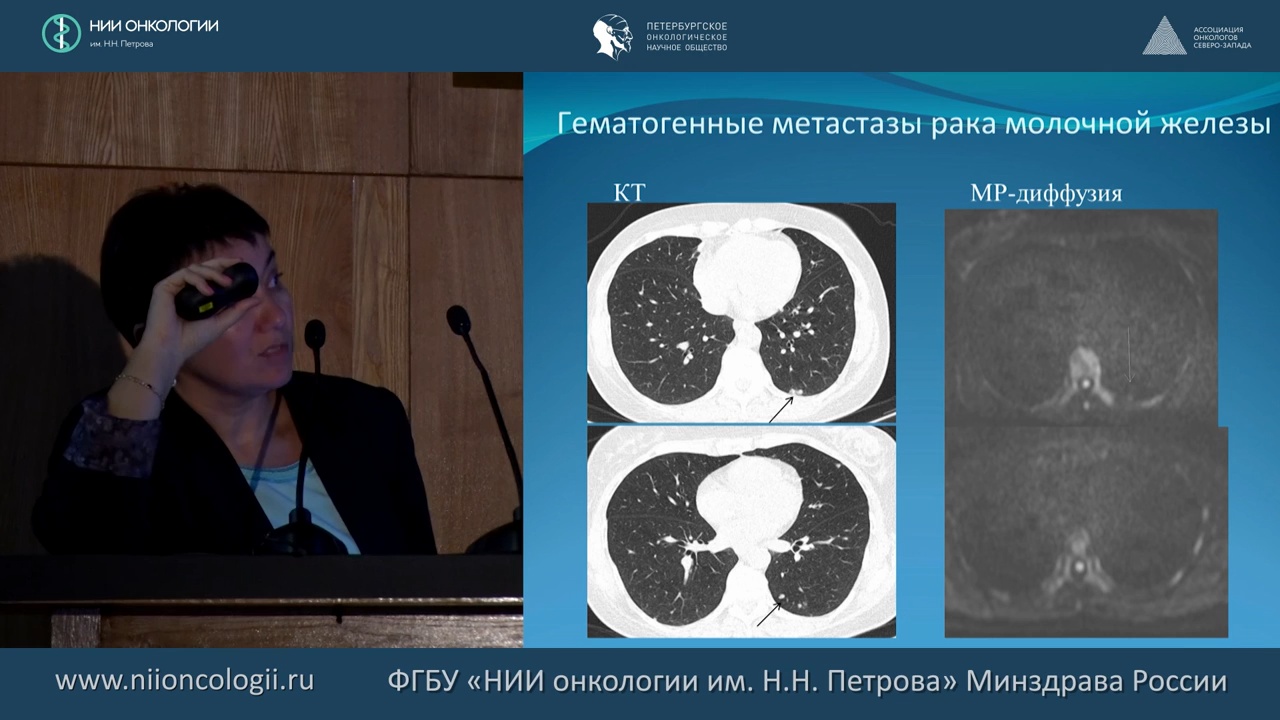 НИИ ОНКОЛОГИИ
им. Н.Н. Петрова
ПЕТЕРБУРГСКОЕ
ОНКОЛОГИЧЕСКОЕ
НАУЧНОЕ ОБЩЕСТВО
АССОЦИАЦИЯ
ОНКОЛОГОВ
СЕВЕРО-ЗАПАДА
Гематогенные метастазы рака молочной железы
КТ
МР-диффузия
www.niioncologii.ru
ФГБУ «НИИ онкологии им. Н.Н. Петрова» Минздрава России